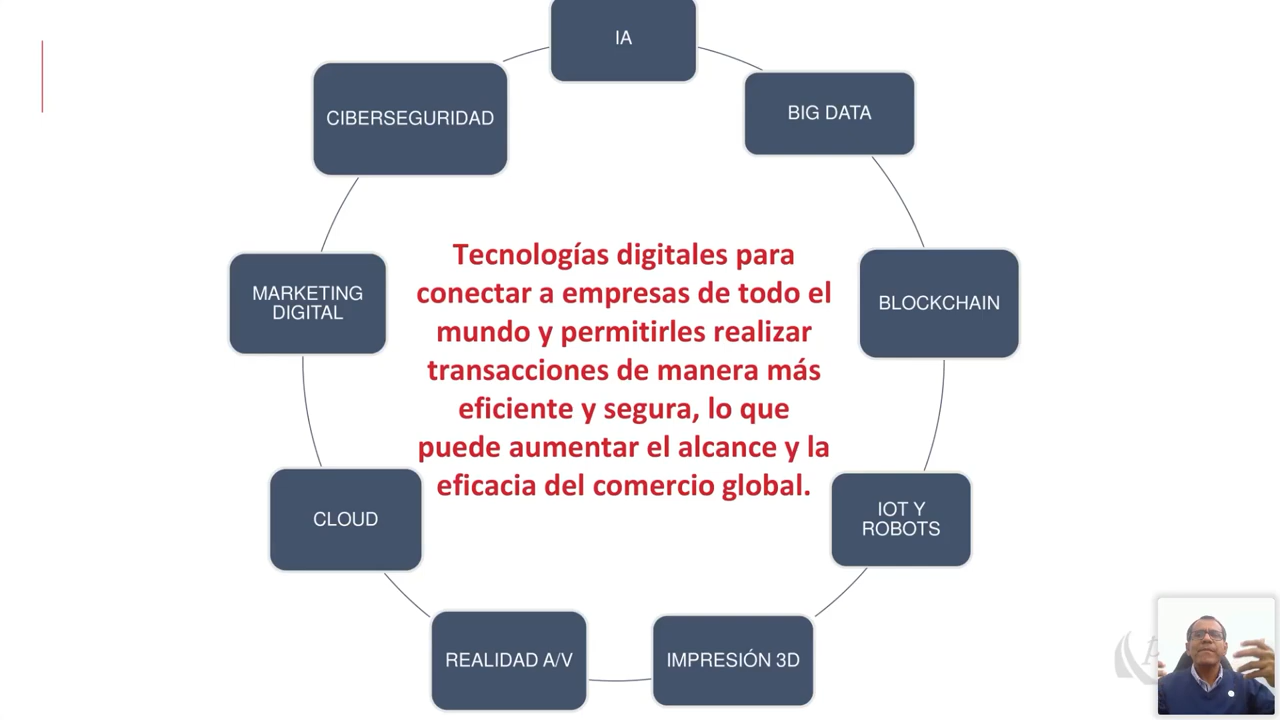 IA
BIG DATA
BLOCKCHAIN
IOT Y
ROBOTS
IMPRESIÓN 3D
REALIDAD A/V
CLOUD
MARKETING
DIGITAL
CIBERSEGURIDAD
Tecnologías digitales para
conectar a empresas de todo el
mundo y permitirles realizar
transacciones de manera más
eficiente y segura, lo que
puede aumentar el alcance y la
eficacia del comercio global.